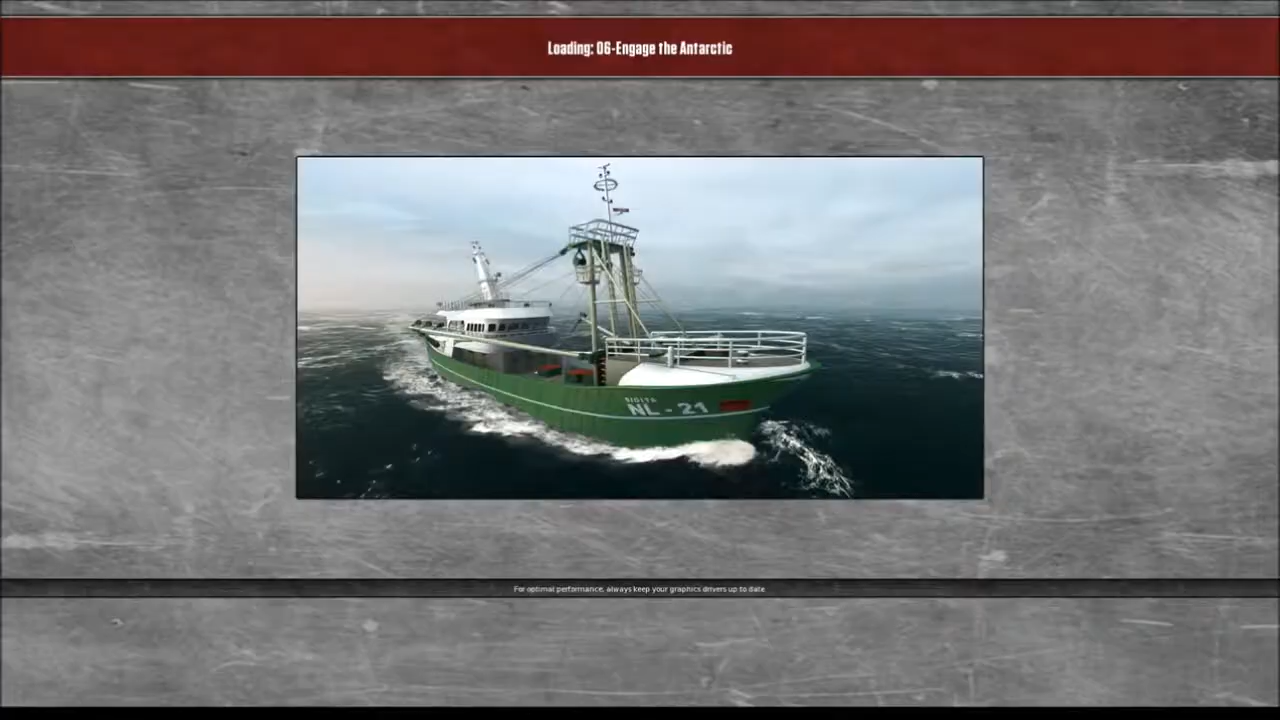 Loading: 06-Engage the Antarctic
NL - 21
For optimal performance, always keep your graphics drivers up to date.